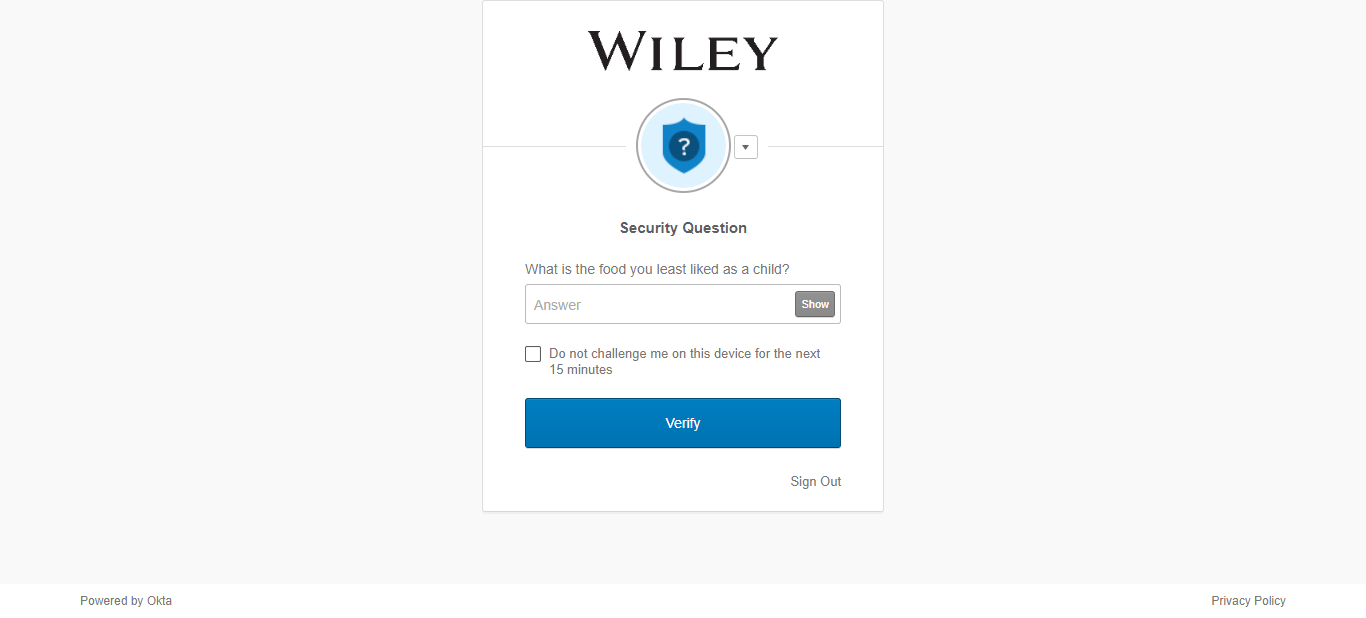 WILEY
?
Security Question
What is the food you least liked as a child?
Answer
Show
Do not challenge me on this device for the next
15 minutes
Verify
Sign Out
Powered by Okta
Privacy Policy